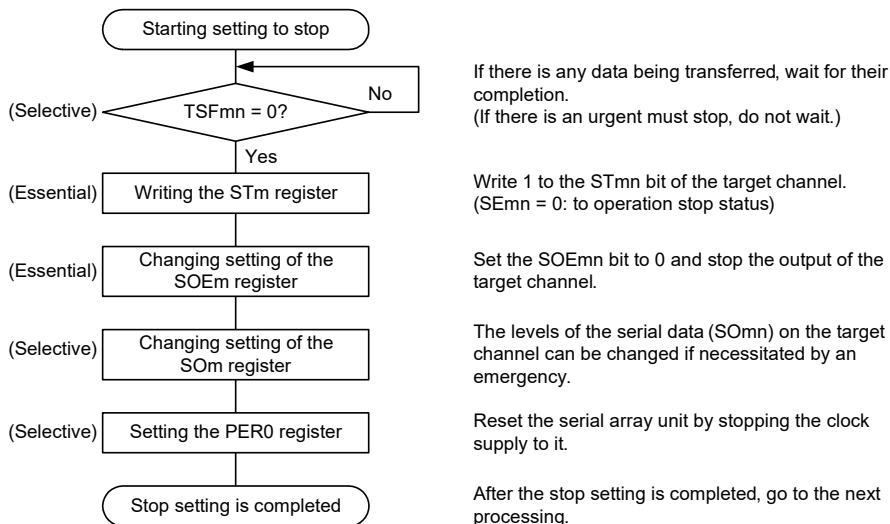 Starting setting to stop
(Selective)
TSFmn = 0?
No
Yes
If there is any data being transferred, wait for their
completion.
(If there is an urgent must stop, do not wait.)
(Essential)
Writing the STm register
Write 1 to the STmn bit of the target channel.
(SEmn = 0: to operation stop status)
(Essential)
Changing setting of the
SOEm register
Set the SOEmn bit to 0 and stop the output of the
target channel.
(Selective)
Changing setting of the
SOm register
The levels of the serial data (SOmn) on the target
channel can be changed if necessitated by an
emergency.
(Selective)
Setting the PER0 register
Reset the serial array unit by stopping the clock
supply to it.
Stop setting is completed
After the stop setting is completed, go to the next
processing.